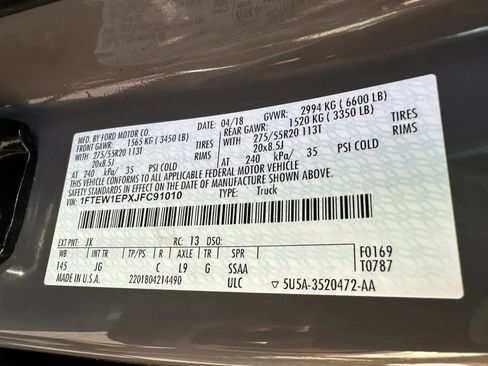 MFD. BY FORD MOTOR CO. DATE: 04/18 GVWR: 2994 KG ( 6600 LB)
FRONT GAWR: 1565 KG ( 3450 LB) REAR GAWR: 1520 KG ( 3350 LB)
275/55R20 113T TIRES 275/55R20 113T TIRES
20x8.5J RIMS 20x8.5J RIMS
AT 240 kPa/ 35 PSI COLD AT 240 kPa/ 35 PSI COLD
THIS VEHICLE CONFORMS TO ALL APPLICABLE FEDERAL MOTOR VEHICLE
SAFETY STANDARDS IN EFFECT ON THE DATE OF MANUFACTURE SHOWN ABOVE.
VIN: 1FTEW1EPXJFC91010 TYPE: Truck
EXT PNT: JX RC: 13 DSO:
WB INT TR TP/PS R AXLE TR SPR F0169
145 JG C L9 G SSAA T0787
MADE IN U.S.A. 2201804214490 ULC 5U5A-3520472-AA